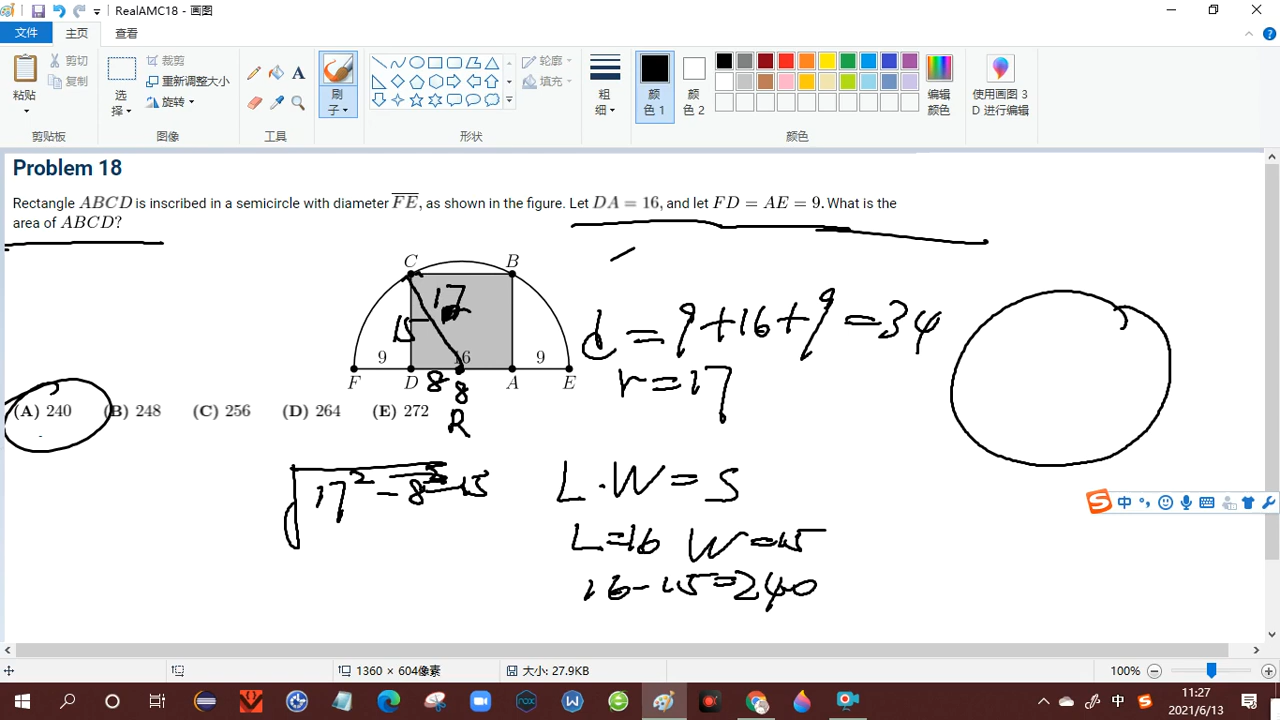 RealAMC18 - 画图
文件 主页 查看
粘贴
剪切
复制
剪贴板
选择
裁剪
重新调整大小
旋转
图像
A
工具
刷子
轮廓
填充
形状
粗细
颜色 1
颜色 2
编辑颜色
颜色
使用画图 3D 进行编辑
Problem 18
Rectangle ABCD is inscribed in a semicircle with diameter FE, as shown in the figure. Let DA = 16, and let FD = AE = 9. What is the
area of ABCD?
C B
17
15
9 16 9
F D 8 8 A E
R
d = 9+16+9 = 34
r = 17
(A) 240 (B) 248 (C) 256 (D) 264 (E) 272
√17² - 8² = 15
L · W = S
L=16 W=15
16-15=240
中
1360 × 604像素
大小: 27.9KB
100%
中
11:27
2021/6/13